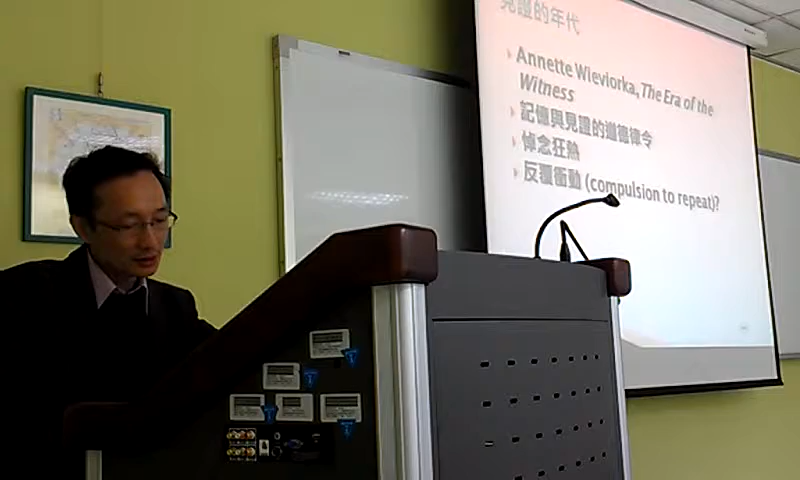 見證的年代
Annette Wieviorka, The Era of the
Witness
記憶與見證的道德律令
悼念狂熱
反覆衝動 (compulsion to repeat)?